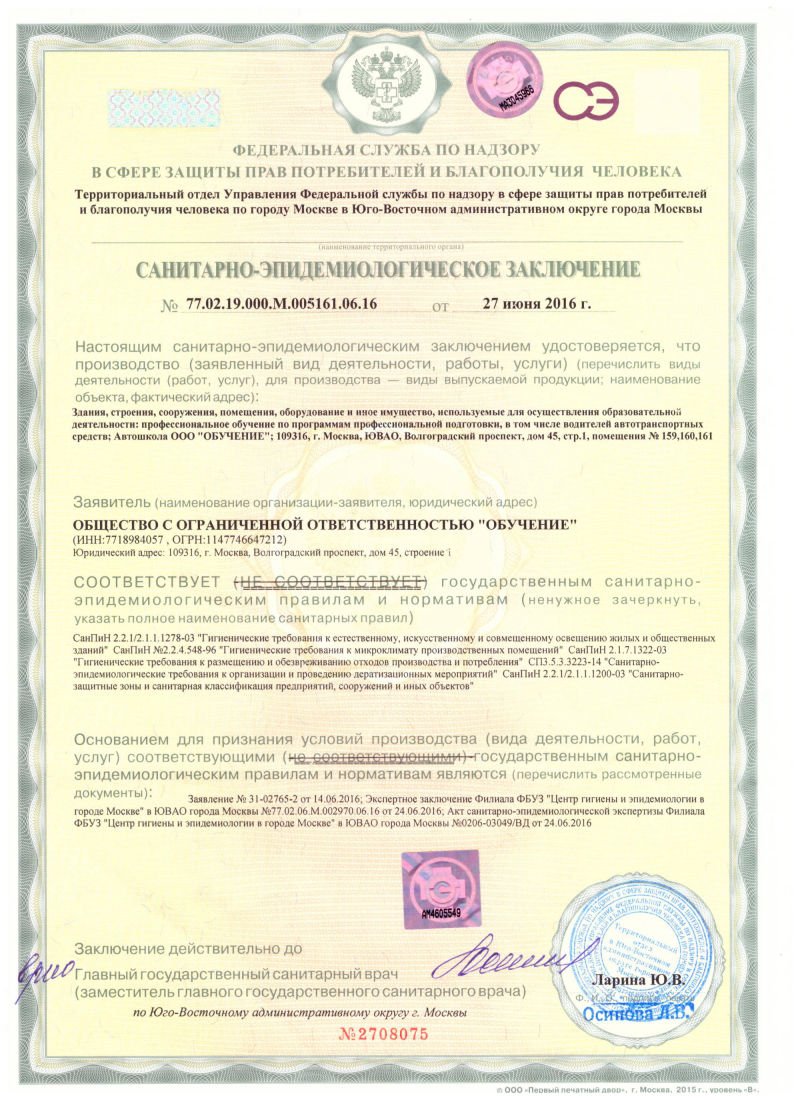 МА3045966
СЭ
ФЕДЕРАЛЬНАЯ СЛУЖБА ПО НАДЗОРУ
В СФЕРЕ ЗАЩИТЫ ПРАВ ПОТРЕБИТЕЛЕЙ И БЛАГОПОЛУЧИЯ ЧЕЛОВЕКА
Территориальный отдел Управления Федеральной службы по надзору в сфере защиты прав потребителей
и благополучия человека по городу Москве в Юго-Восточном административном округе города Москвы
(наименование территориального органа)
САНИТАРНО-ЭПИДЕМИОЛОГИЧЕСКОЕ ЗАКЛЮЧЕНИЕ
№ 77.02.19.000.М.005161.06.16 от 27 июня 2016 г.
Настоящим санитарно-эпидемиологическим заключением удостоверяется, что
производство (заявленный вид деятельности, работы, услуги) (перечислить виды
деятельности (работ, услуг), для производства — виды выпускаемой продукции; наименование
объекта, фактический адрес):
Здания, строения, сооружения, помещения, оборудование и иное имущество, используемые для осуществления образовательной
деятельности: профессиональное обучение по программам профессиональной подготовки, в том числе водителей автотранспортных
средств; Автошкола ООО "ОБУЧЕНИЕ"; 109316, г. Москва, ЮВАО, Волгоградский проспект, дом 45, стр.1, помещения № 159,160,161
Заявитель (наименование организации-заявителя, юридический адрес)
ОБЩЕСТВО С ОГРАНИЧЕННОЙ ОТВЕТСТВЕННОСТЬЮ "ОБУЧЕНИЕ"
(ИНН:7718984057 , ОГРН:1147746647212)
Юридический адрес: 109316, г. Москва, Волгоградский проспект, дом 45, строение 1
СООТВЕТСТВУЕТ (НЕ СООТВЕТСТВУЕТ) государственным санитарно-
эпидемиологическим правилам и нормативам (ненужное зачеркнуть,
указать полное наименование санитарных правил)
СанПиН 2.2.1/2.1.1.1278-03 "Гигиенические требования к естественному, искусственному и совмещенному освещению жилых и общественных
зданий" СанПиН №2.2.4.548-96 "Гигиенические требования к микроклимату производственных помещений" СанПиН 2.1.7.1322-03
"Гигиенические требования к размещению и обезвреживанию отходов производства и потребления" СП3.5.3.3223-14 "Санитарно-
эпидемиологические требования к организации и проведению дератизационных мероприятий" СанПиН 2.2.1/2.1.1.1200-03 "Санитарно-
защитные зоны и санитарная классификация предприятий, сооружений и иных объектов"
Основанием для признания условий производства (вида деятельности, работ,
услуг) соответствующими (не соответствующими) государственным санитарно-
эпидемиологическим правилам и нормативам являются (перечислить рассмотренные
документы):
Заявление № 31-02765-2 от 14.06.2016; Экспертное заключение Филиала ФБУЗ "Центр гигиены и эпидемиологии в
городе Москве" в ЮВАО города Москвы №77.02.06.М.002970.06.16 от 24.06.2016; Акт санитарно-эпидемиологической экспертизы Филиала
ФБУЗ "Центр гигиены и эпидемиологии в городе Москве" в ЮВАО города Москвы №0206-03049/ВД от 24.06.2016
АМ4605549
Заключение действительно до
врио
Главный государственный санитарный врач
(заместитель главного государственного санитарного врача)
Ларина Ю.В.
Осипова Л.В.
по Юго-Восточному административному округу г. Москвы
№2708075
© ООО «Первый печатный двор», г. Москва, 2015 г., уровень «В».